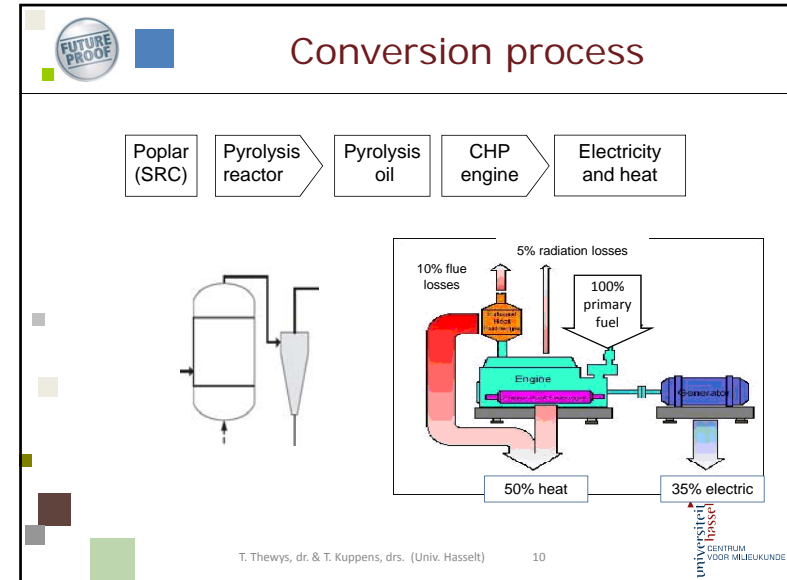 FUTURE
PROOF
Conversion process
Poplar
(SRC)
Pyrolysis
reactor
Pyrolysis
oil
CHP
engine
Electricity
and heat
5% radiation losses
10% flue
losses
100%
primary
fuel
Engine
Generator
50% heat
35% electric
T. Thewys, dr. & T. Kuppens, drs. (Univ. Hasselt)
10
universiteit
hasselt
CENTRUM
VOOR MILIEUKUNDE